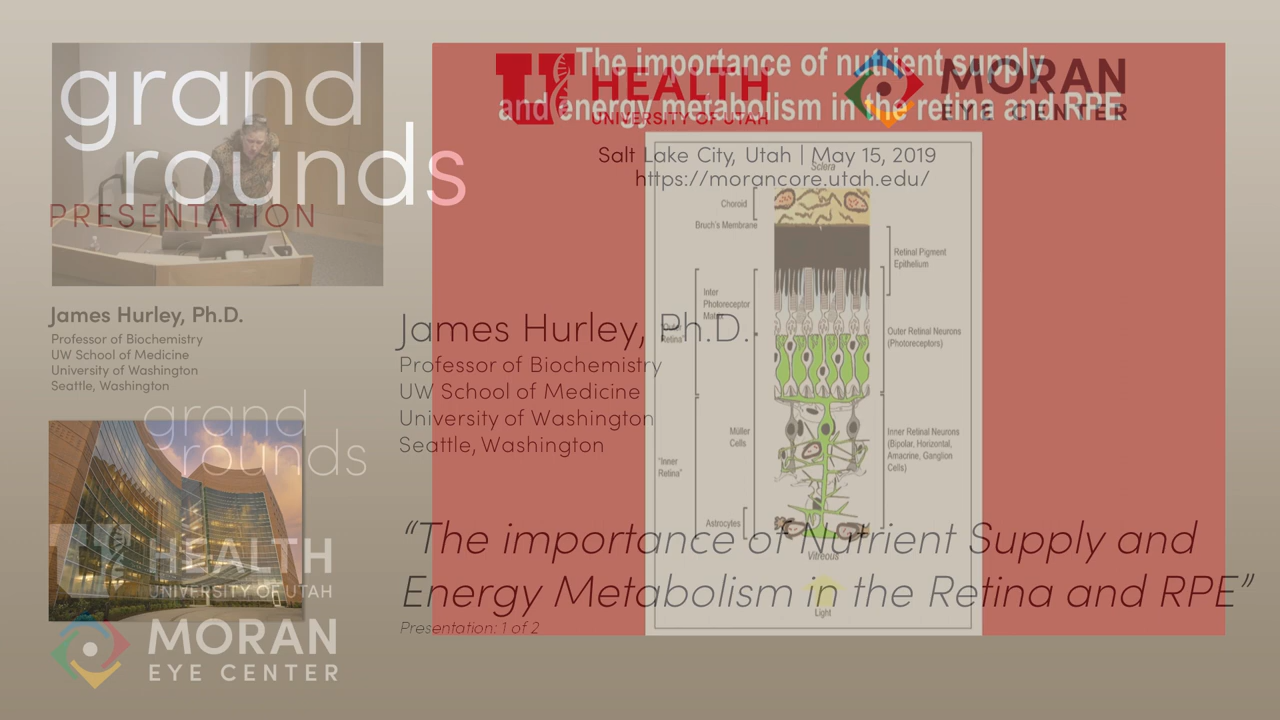 grand
rounds
PRESENTATION
James Hurley, Ph.D.
Professor of Biochemistry
UW School of Medicine
University of Washington
Seattle, Washington
grand
rounds
HEALTH
UNIVERSITY OF UTAH
MORAN
EYE CENTER
HEALTH
UNIVERSITY OF UTAH
MORAN
EYE CENTER
Salt Lake City, Utah | May 15, 2019
https://morancore.utah.edu/
The importance of nutrient supply
and energy metabolism in the retina and RPE
Sclera
Choroid
Bruch's Membrane
Retinal Pigment
Epithelium
Inter
Photoreceptor
Matrix
Outer Retinal Neurons
(Photoreceptors)
Retina"
Müller
Cells
"Inner
Retina"
Inner Retinal Neurons
(Bipolar, Horizontal,
Amacrine, Ganglion
Cells)
Astrocytes
Vitreous
Light
James Hurley, Ph.D.
Professor of Biochemistry
UW School of Medicine
University of Washington
Seattle, Washington
“The importance of Nutrient Supply and
Energy Metabolism in the Retina and RPE”
Presentation: 1 of 2